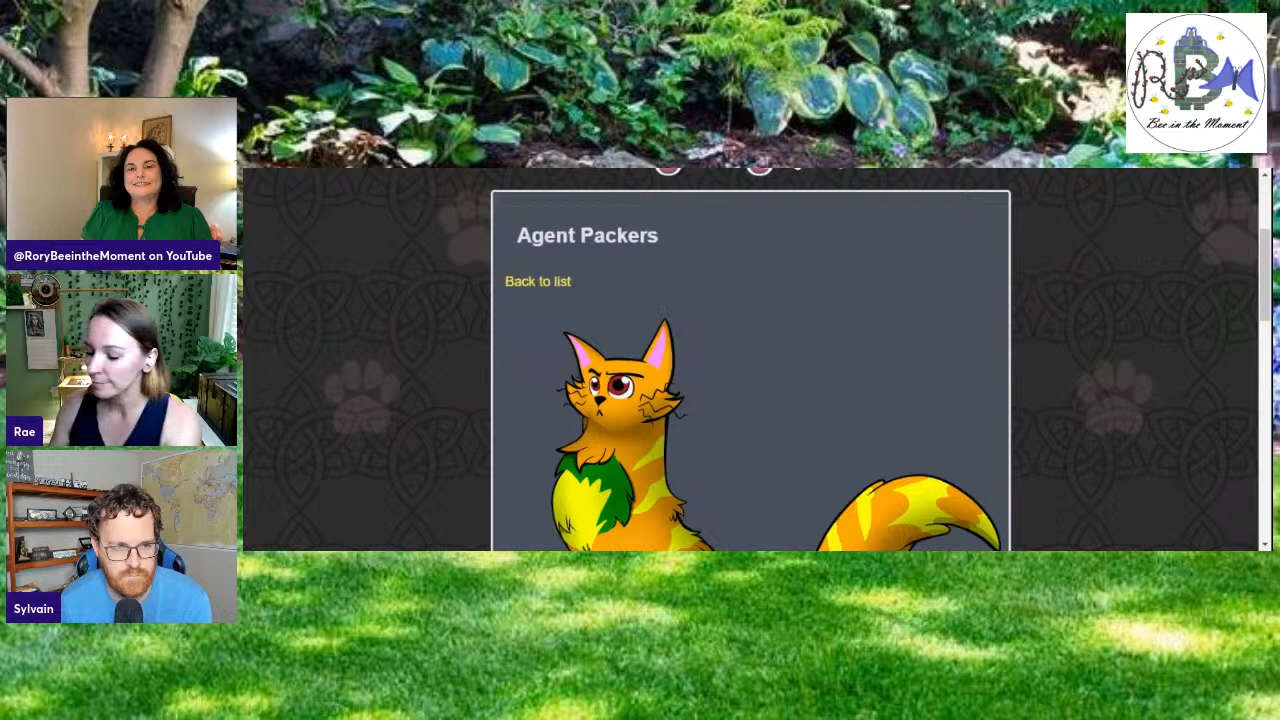 Bee in the Moment
@RoryBeeintheMoment on YouTube
Rae
Sylvain
Agent Packers
Back to list